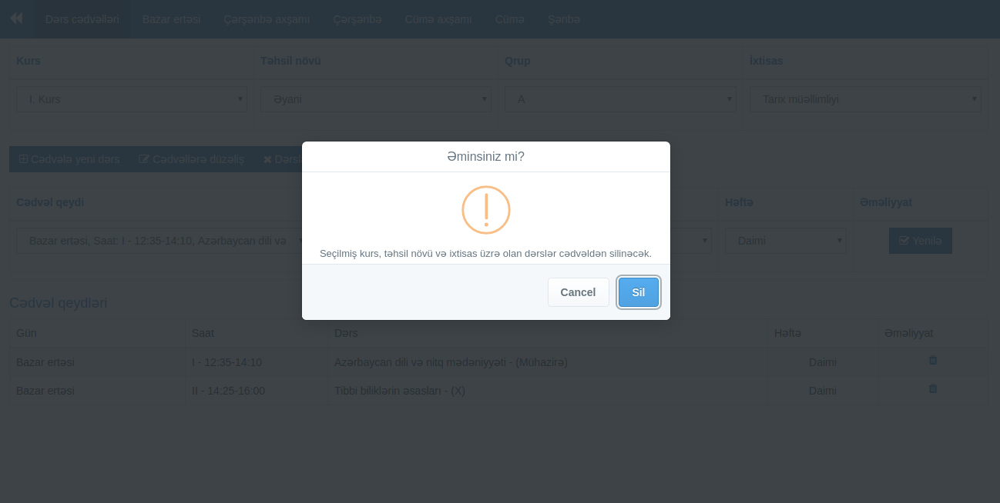 Dərs cədvəlləri Bazar ertəsi Çərşənbə axşamı Çərşənbə Cümə axşamı Cümə Şənbə
Kurs Təhsil növü Qrup İxtisas
I. Kurs Əyani A Tarix müəllimliyi
Cədvələ yeni dərs Cədvəllərə düzəliş
Əminsiniz mi?
Cədvəl qeydi Həftə Əməliyyat
Bazar ertəsi, Saat: I - 12:35-14:10, Azərbaycan dili və Daimi Yenilə
Seçilmiş kurs, təhsil növü və ixtisas üzrə olan dərslər cədvəldən silinəcək.
Cancel Sil
Cədvəl qeydləri
Gün Saat Dərs Həftə Əməliyyat
Bazar ertəsi I - 12:35-14:10 Azərbaycan dili və nitq mədəniyyəti - (Mühazirə) Daimi
Bazar ertəsi II - 14:25-16:00 Tibbi biliklərin əsasları - (X) Daimi